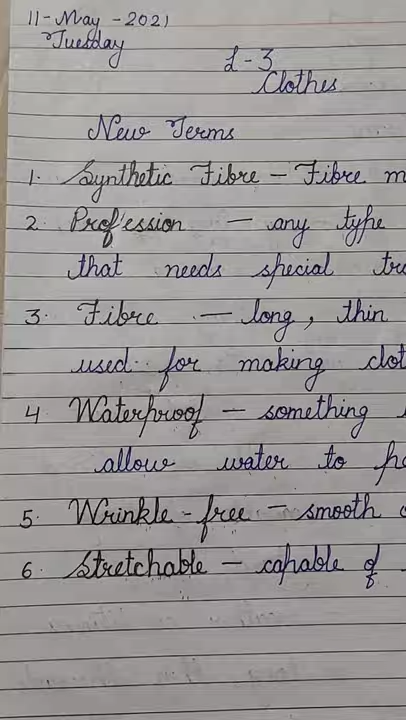 11-May-2021
Tuesday
L-3
Clothes
New Terms
1. Synthetic Fibre - Fibre
2. Profession - any type
that needs special
3. Fibre - long, thin
used for making
4 Waterproof - something
allow water to
5. Wrinkle-free - smooth
6. Stretchable - capable of